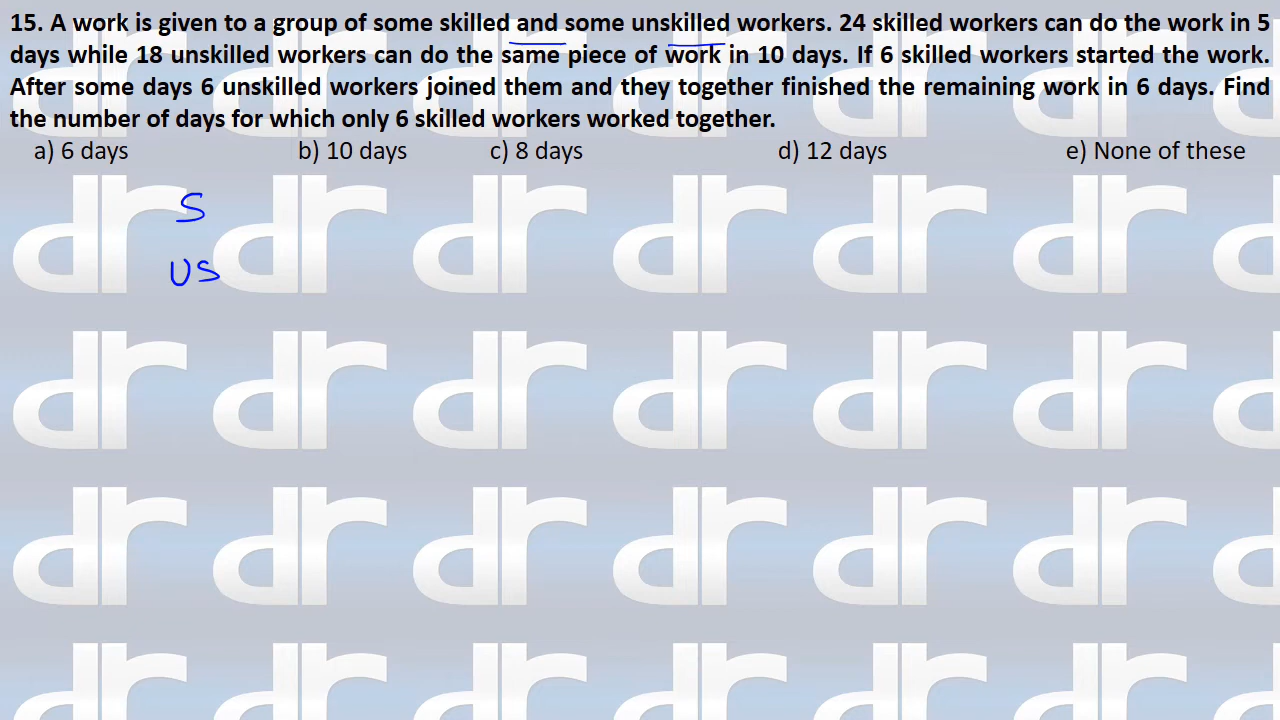 15. A work is given to a group of some skilled and some unskilled workers. 24 skilled workers can do the work in 5
days while 18 unskilled workers can do the same piece of work in 10 days. If 6 skilled workers started the work.
After some days 6 unskilled workers joined them and they together finished the remaining work in 6 days. Find
the number of days for which only 6 skilled workers worked together.
a) 6 days b) 10 days c) 8 days d) 12 days e) None of these
S
US